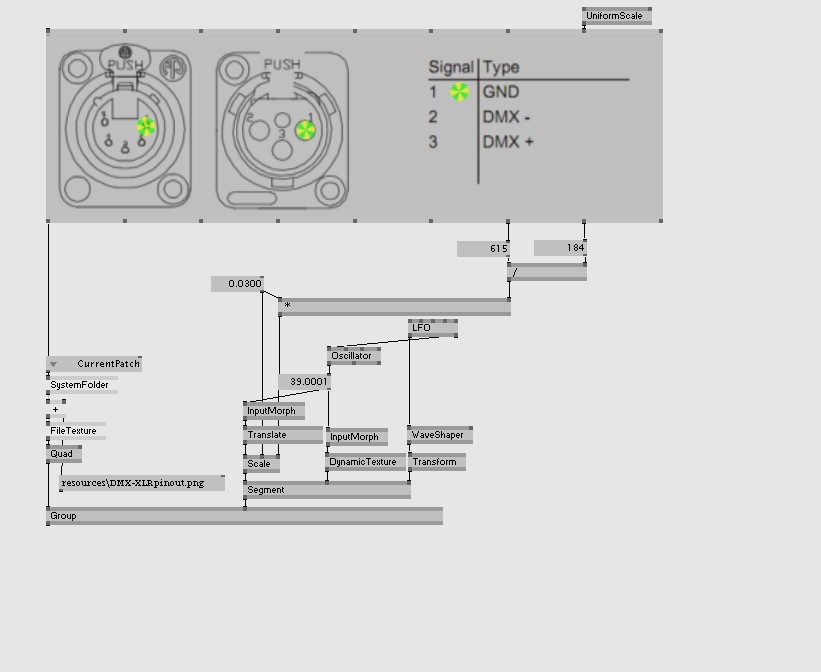 UniformScale
PUSH
PUSH
Signal Type
1 GND
2 DMX -
3 DMX +
2
1
3
3
615
184
/
0.0300
*
LFO
Oscillator
CurrentPatch
39.0001
SystemFolder
+
InputMorph
FileTexture
Translate
InputMorph
WaveShaper
Quad
Scale
DynamicTexture
Transform
resources\DMX-XLRpinout.png
Segment
Group